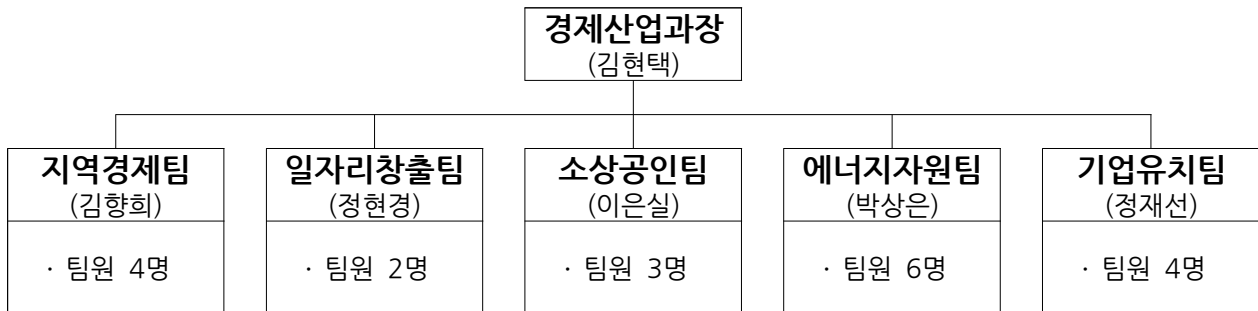 경제산업과장
(김현택)
지역경제팀
(김향희)
· 팀원 4명
일자리창출팀
(정현경)
· 팀원 2명
소상공인팀
(이은실)
· 팀원 3명
에너지자원팀
(박상은)
· 팀원 6명
기업유치팀
(정재선)
· 팀원 4명